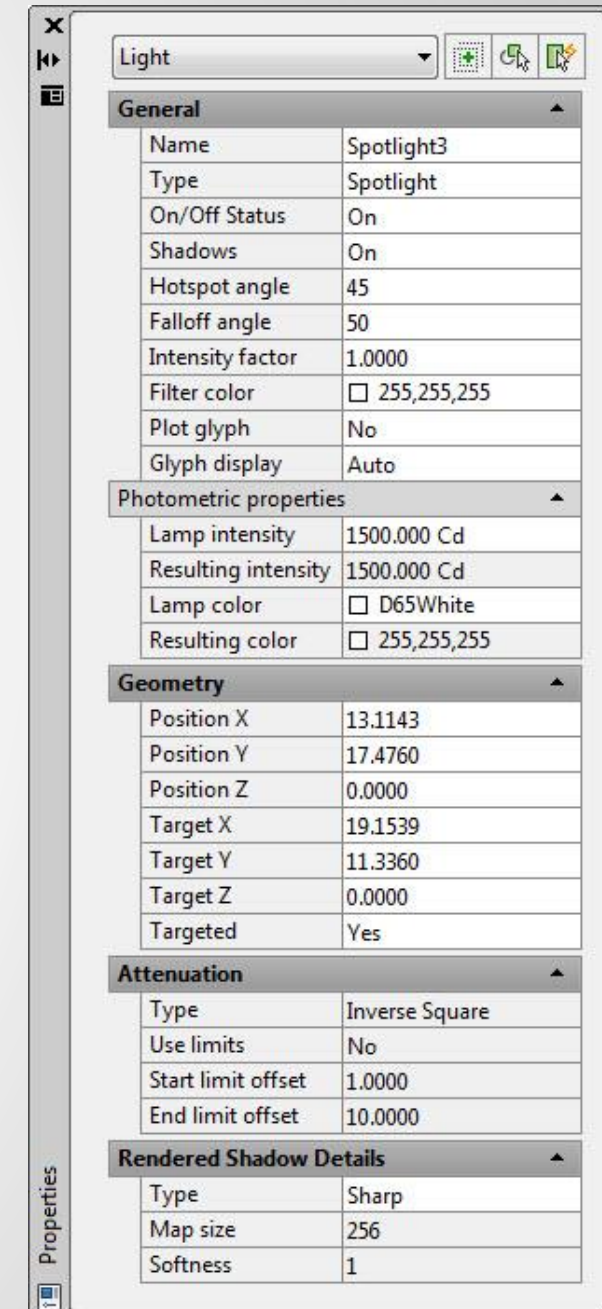 Light
General
Name Spotlight3
Type Spotlight
On/Off Status On
Shadows On
Hotspot angle 45
Falloff angle 50
Intensity factor 1.0000
Filter color 255,255,255
Plot glyph No
Glyph display Auto
Photometric properties
Lamp intensity 1500.000 Cd
Resulting intensity 1500.000 Cd
Lamp color D65White
Resulting color 255,255,255
Geometry
Position X 13.1143
Position Y 17.4760
Position Z 0.0000
Target X 19.1539
Target Y 11.3360
Target Z 0.0000
Targeted Yes
Attenuation
Type Inverse Square
Use limits No
Start limit offset 1.0000
End limit offset 10.0000
Rendered Shadow Details
Type Sharp
Map size 256
Softness 1
Properties